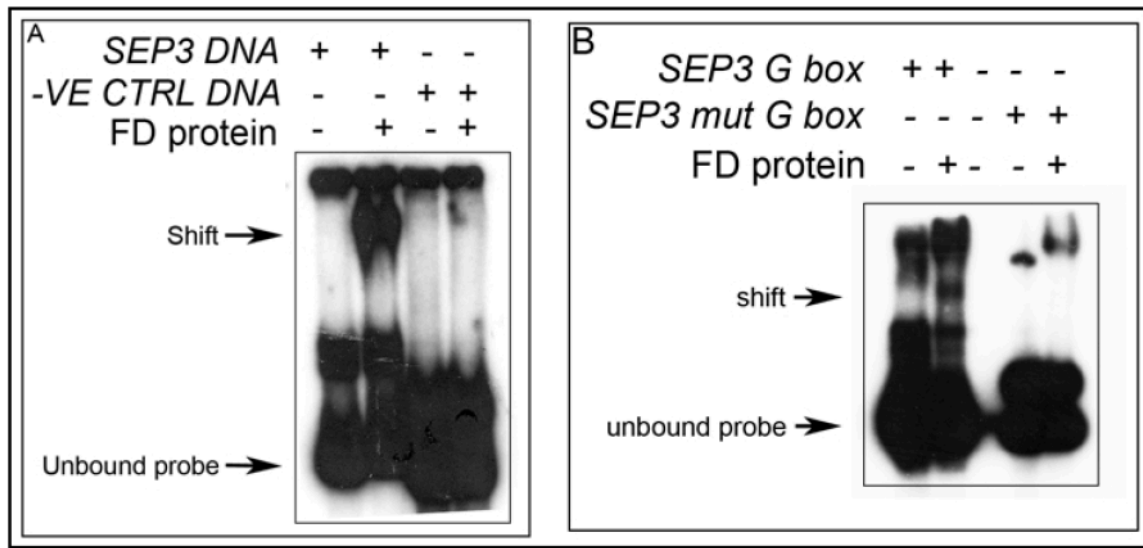 A
SEP3 DNA + + - -
-VE CTRL DNA - - + +
FD protein - + - +
Shift
Unbound probe
B
SEP3 G box + + - - -
SEP3 mut G box - - - + +
FD protein - + - - +
shift
unbound probe